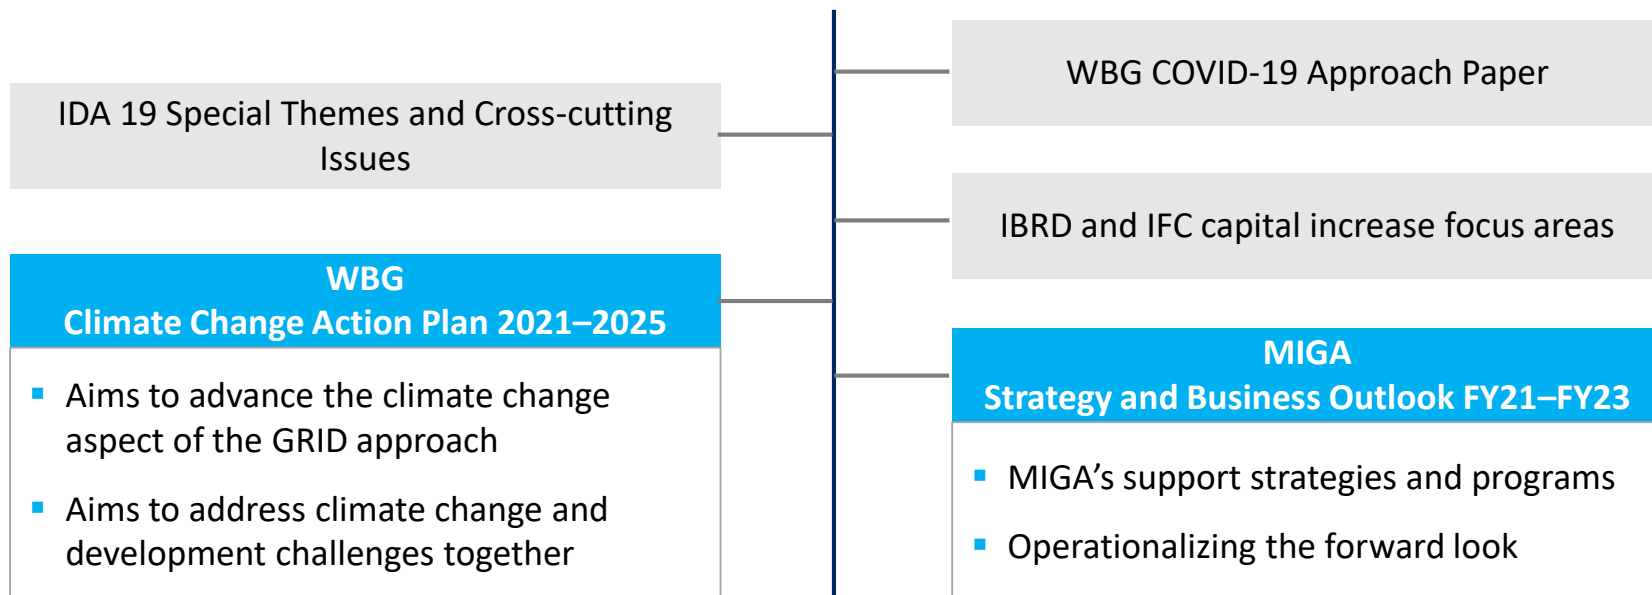 WBG COVID-19 Approach Paper
IDA 19 Special Themes and Cross-cutting
Issues
IBRD and IFC capital increase focus areas
WBG
Climate Change Action Plan 2021–2025
▪ Aims to advance the climate change
aspect of the GRID approach
▪ Aims to address climate change and
development challenges together
MIGA
Strategy and Business Outlook FY21–FY23
▪ MIGA’s support strategies and programs
▪ Operationalizing the forward look